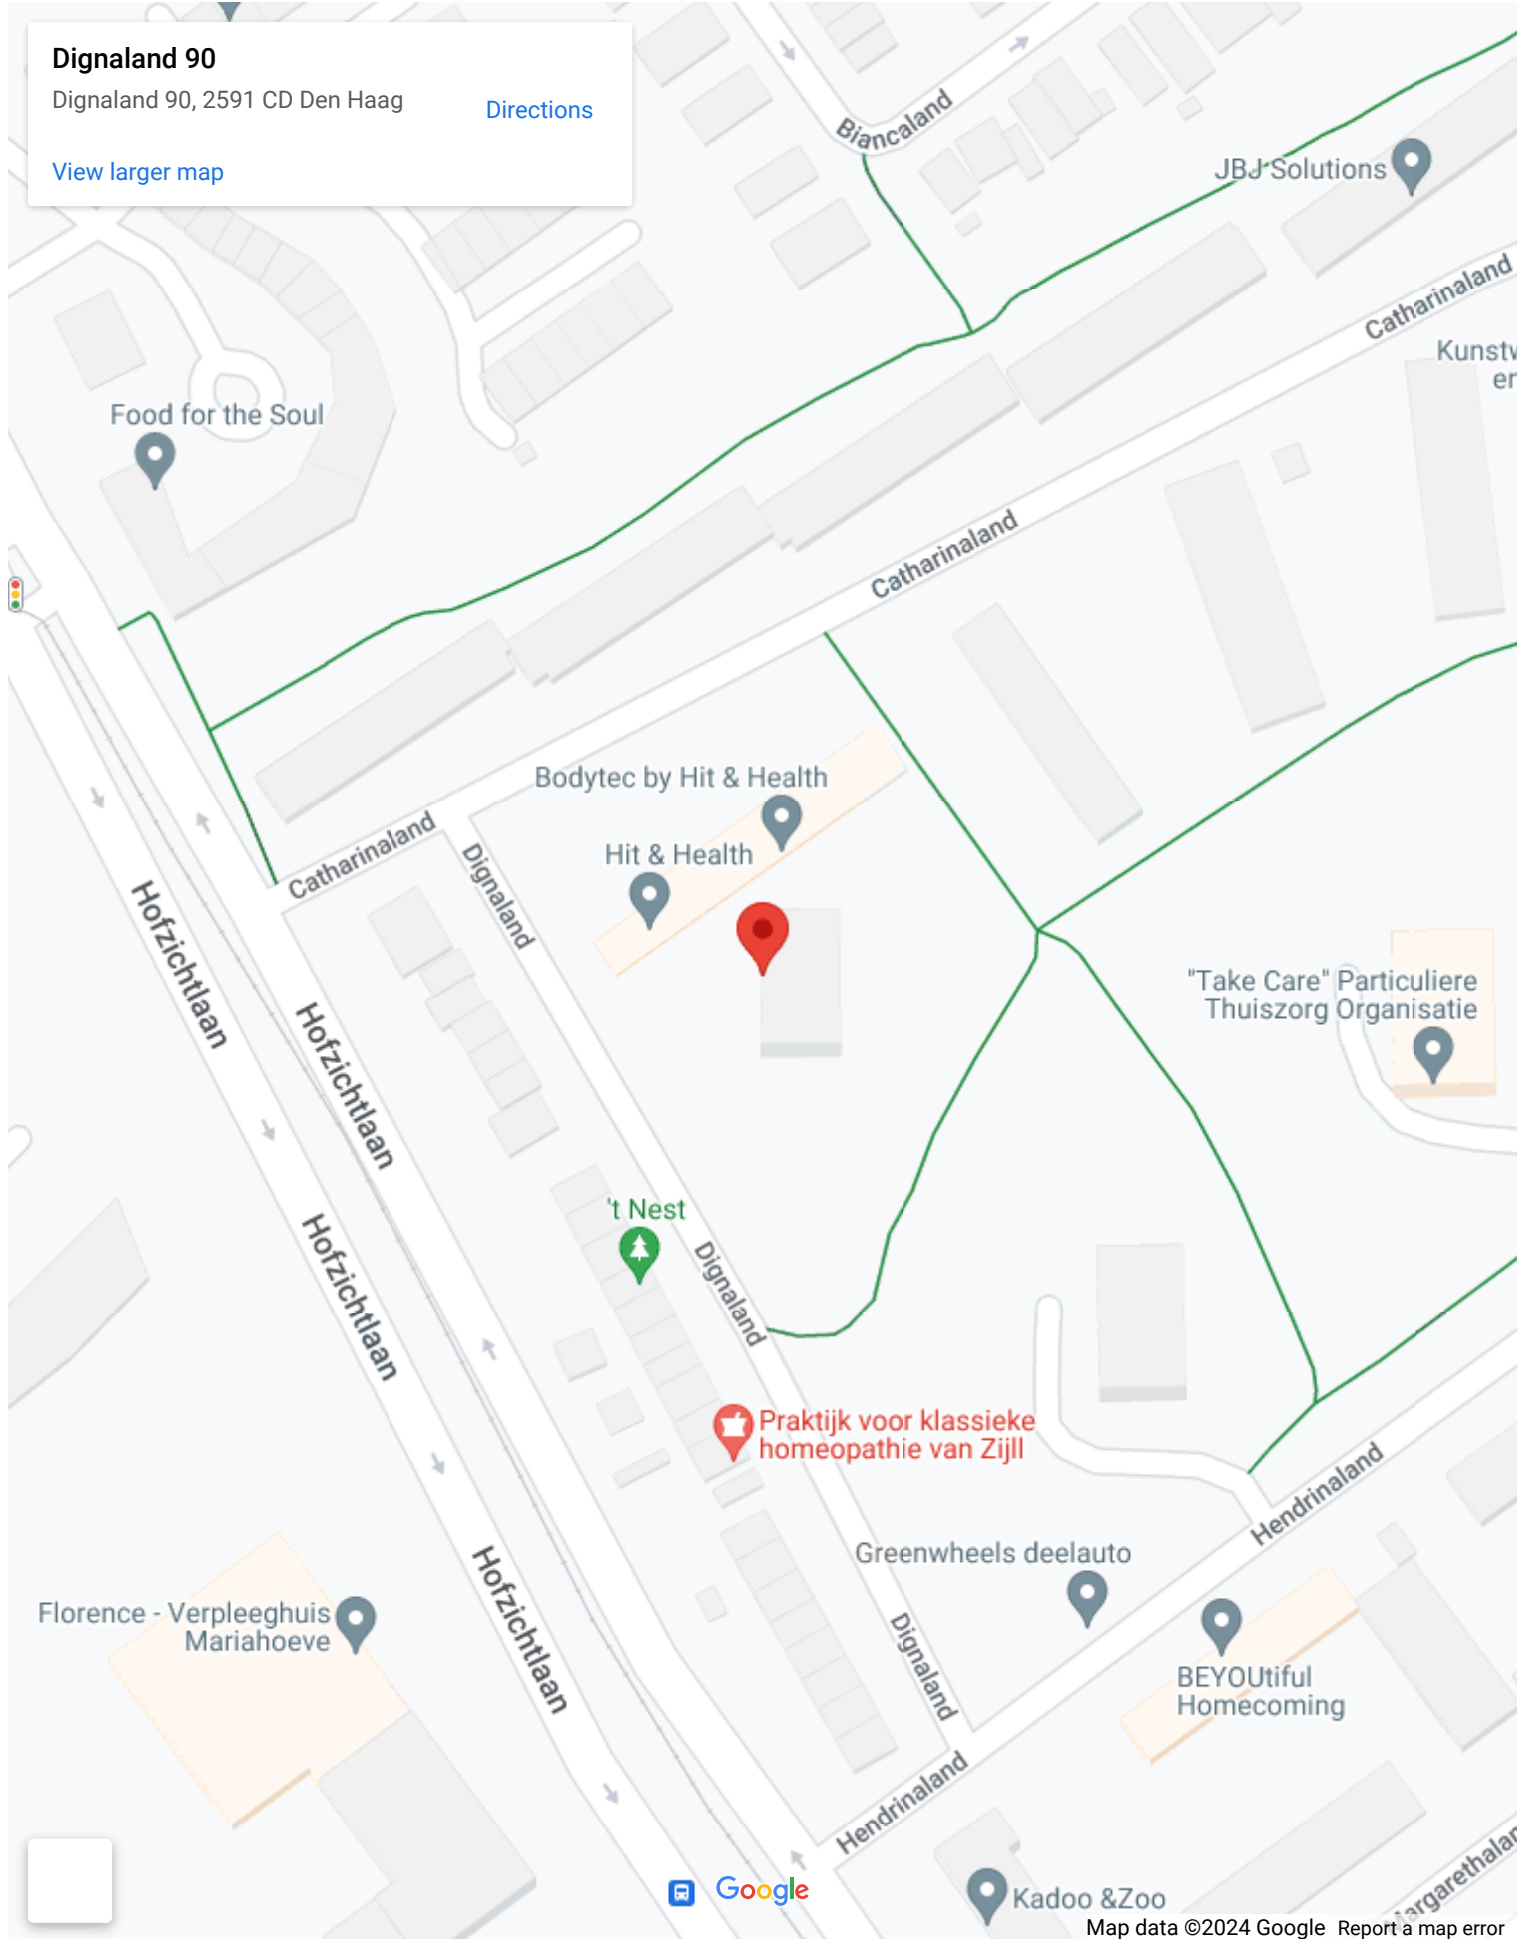 Dignaland 90
Dignaland 90, 2591 CD Den Haag
Directions
View larger map
Biancaland
JBJ Solutions
Catharinaland
Food for the Soul
Catharinaland
Bodytec by Hit & Health
Catharinaland
Hit & Health
Dignaland
Hofzichtlaan
Hofzichtlaan
"Take Care" Particuliere
Thuiszorg Organisatie
't Nest
Hofzichtlaan
Dignaland
Praktijk voor klassieke
homeopathie van Zijll
Hendrinaland
Greenwheels deelauto
Hofzichtlaan
Florence - Verpleeghuis
Mariahoeve
Dignaland
BEYOUtiful
Homecoming
Hendrinaland
Google
Kadoo &Zoo
Map data ©2024 Google
Report a map error